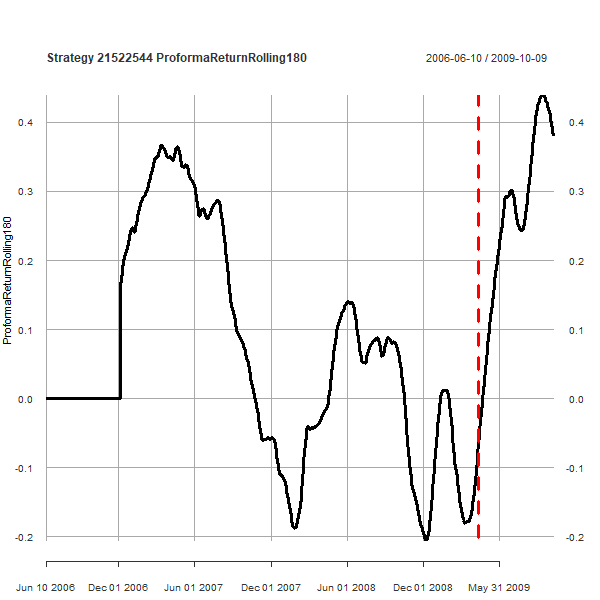 Strategy 21522544 ProformaReturnRolling180
2006-06-10 / 2009-10-09
ProformaReturnRolling180
0.4 0.4
0.3 0.3
0.2 0.2
0.1 0.1
0.0 0.0
-0.1 -0.1
-0.2 -0.2
Jun 10 2006 Dec 01 2006 Jun 01 2007 Dec 01 2007 Jun 01 2008 Dec 01 2008 May 31 2009